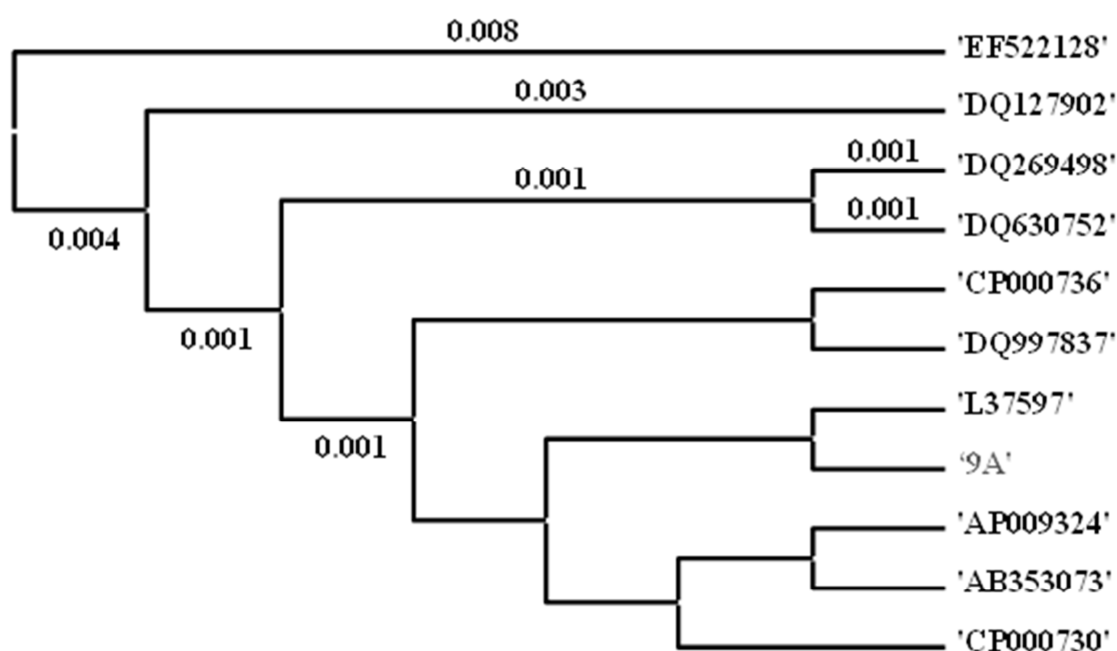 0.008
'EF522128'
0.003
'DQ127902'
0.001
'DQ269498'
0.001
0.001
'DQ630752'
0.004
'CP000736'
0.001
'DQ997837'
'L37597'
0.001
‘9A’
'AP009324'
'AB353073'
'CP000730'